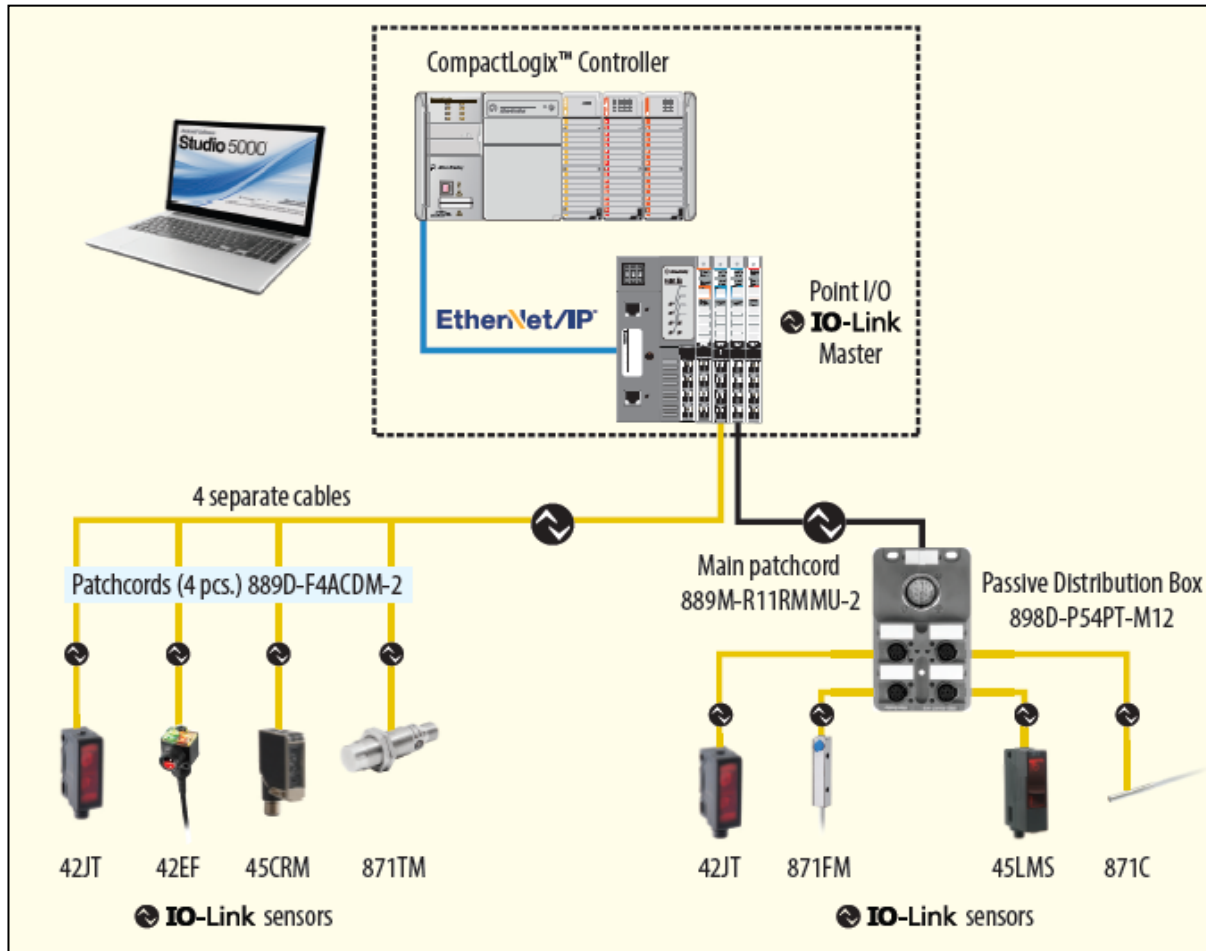 CompactLogix™ Controller
Studio 5000
EtherNet/IP
Point I/O
IO-Link
Master
4 separate cables
Patchcords (4 pcs.) 889D-F4ACDM-2
Main patchcord
889M-R11RMMU-2
Passive Distribution Box
898D-P54PT-M12
42JT
42EF
45CRM
871TM
42JT
871FM
45LMS
871C
IO-Link sensors
IO-Link sensors